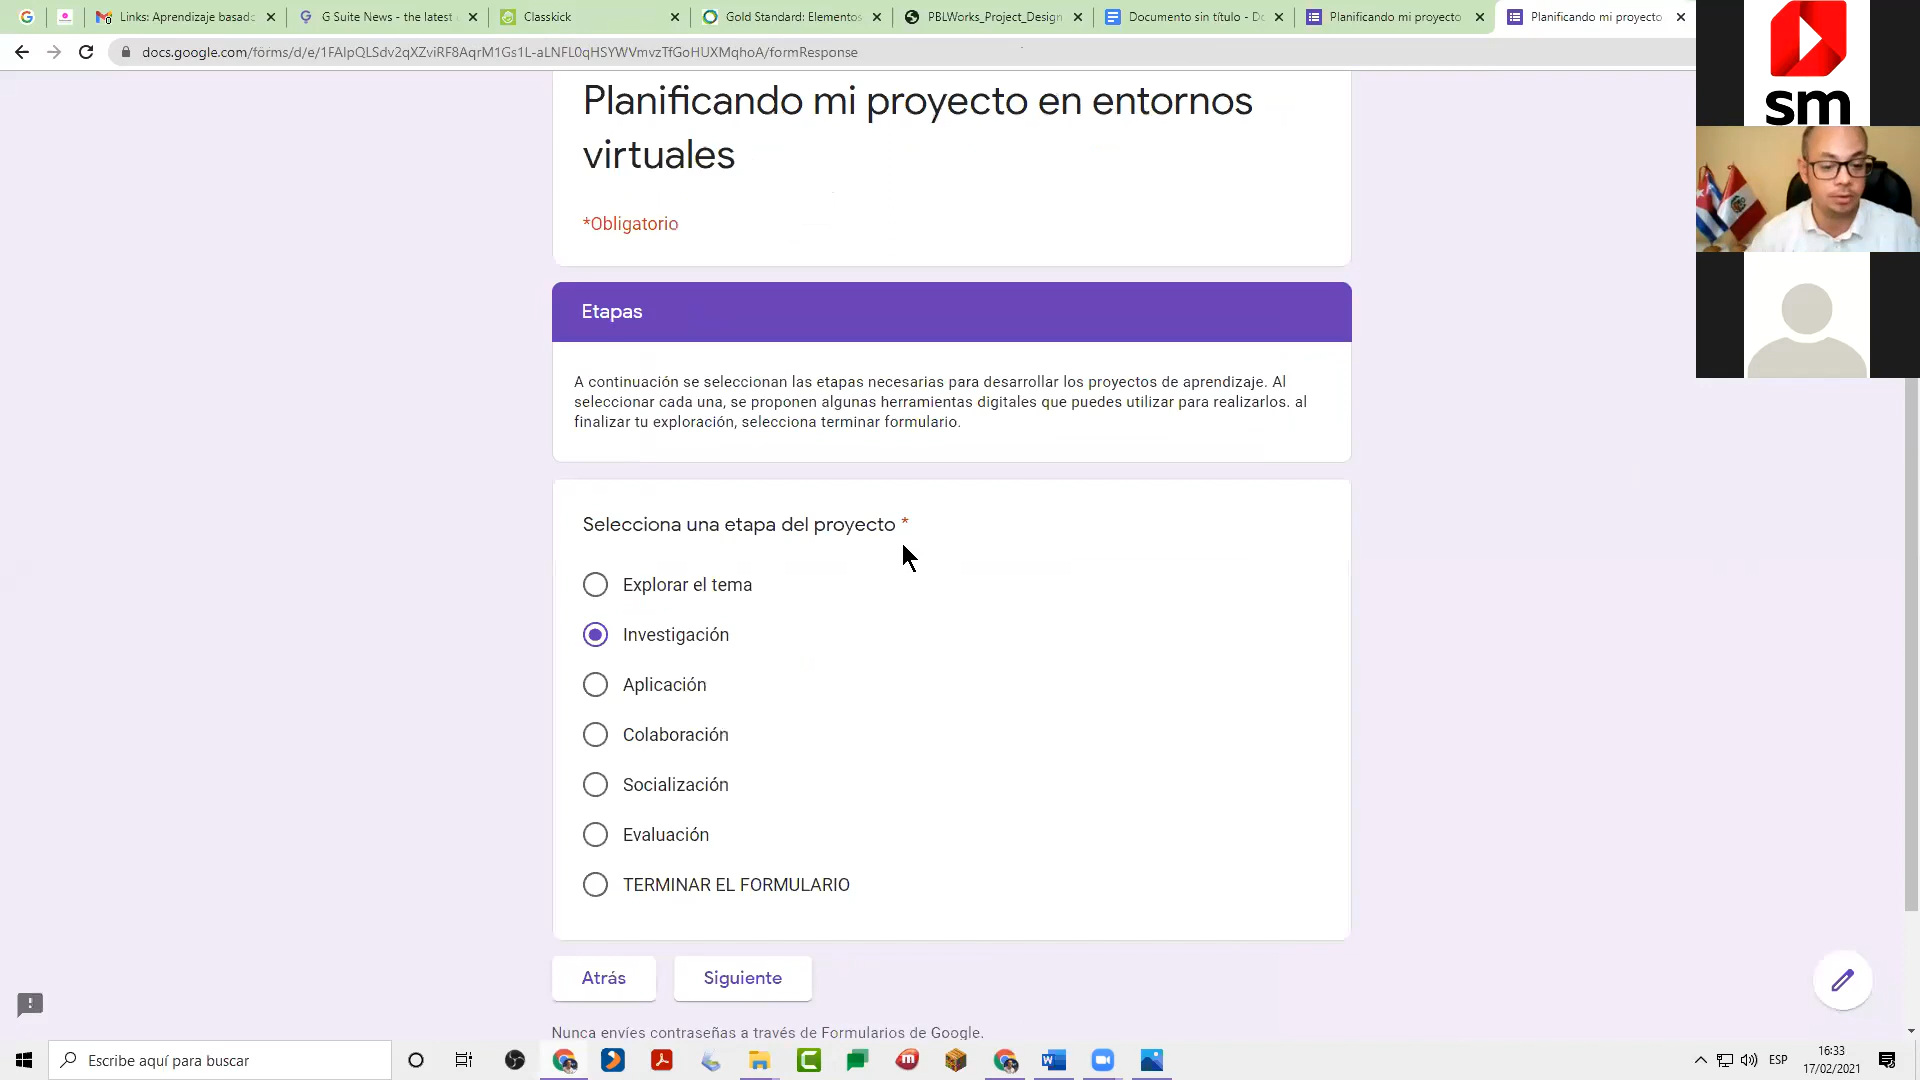 Links: Aprendizaje basado
G Suite News - the latest
Classkick
Gold Standard: Elementos
PBLWorks_Project_Design
Documento sin título - Do
Planificando mi proyecto
Planificando mi proyecto
docs.google.com/forms/d/e/1FAIpQLSdv2qXZviRF8AqrM1Gs1L-aLNFL0qHSYWVmvzTfGoHUXMqhoA/formResponse
sm
Planificando mi proyecto en entornos
virtuales
*Obligatorio
Etapas
A continuación se seleccionan las etapas necesarias para desarrollar los proyectos de aprendizaje. Al
seleccionar cada una, se proponen algunas herramientas digitales que puedes utilizar para realizarlos. al
finalizar tu exploración, selecciona terminar formulario.
Selecciona una etapa del proyecto *
Explorar el tema
Investigación
Aplicación
Colaboración
Socialización
Evaluación
TERMINAR EL FORMULARIO
Atrás
Siguiente
Nunca envíes contraseñas a través de Formularios de Google.
Escribe aquí para buscar
ESP
16:33
17/02/2021